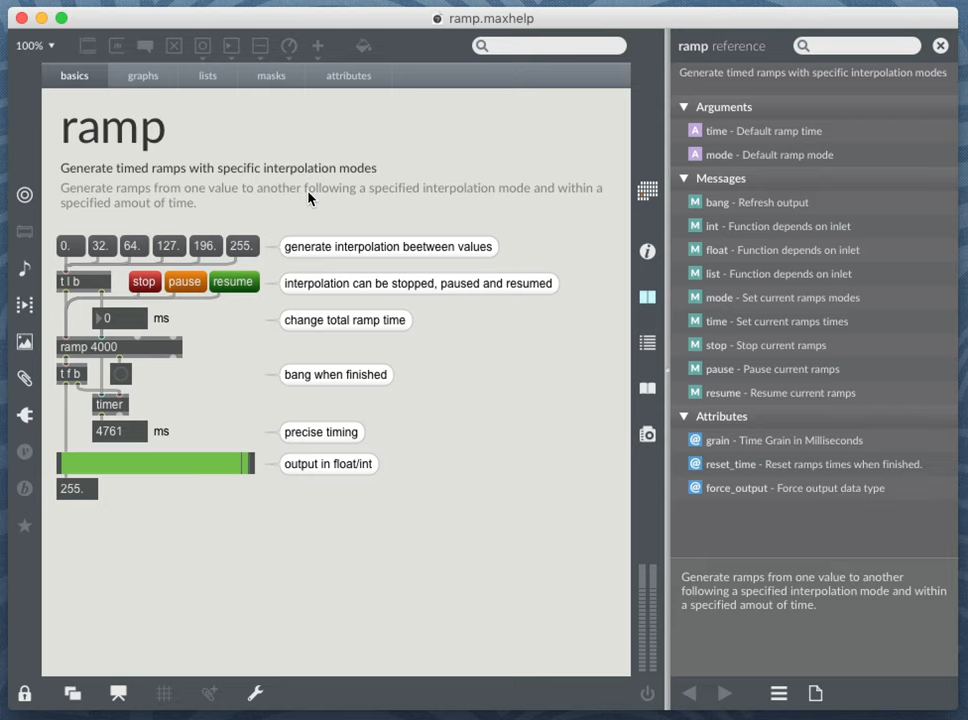 ramp.maxhelp
100%
basics graphs lists masks attributes
ramp
Generate timed ramps with specific interpolation modes
Generate ramps from one value to another following a specified interpolation mode and within a
specified amout of time.
0. 32. 64. 127. 196. 255. generate interpolation beetween values
t l b stop pause resume interpolation can be stopped, paused and resumed
0 ms change total ramp time
ramp 4000
t f b bang when finished
timer
4761 ms precise timing
output in float/int
255.
ramp reference
Generate timed ramps with specific interpolation modes
Arguments
A time - Default ramp time
A mode - Default ramp mode
Messages
M bang - Refresh output
M int - Function depends on inlet
M float - Function depends on inlet
M list - Function depends on inlet
M mode - Set current ramps modes
M time - Set current ramps times
M stop - Stop current ramps
M pause - Pause current ramps
M resume - Resume current ramps
Attributes
@ grain - Time Grain in Milliseconds
@ reset_time - Reset ramps times when finished.
@ force_output - Force output data type
Generate ramps from one value to another
following a specified interpolation mode and within
a specified amout of time.